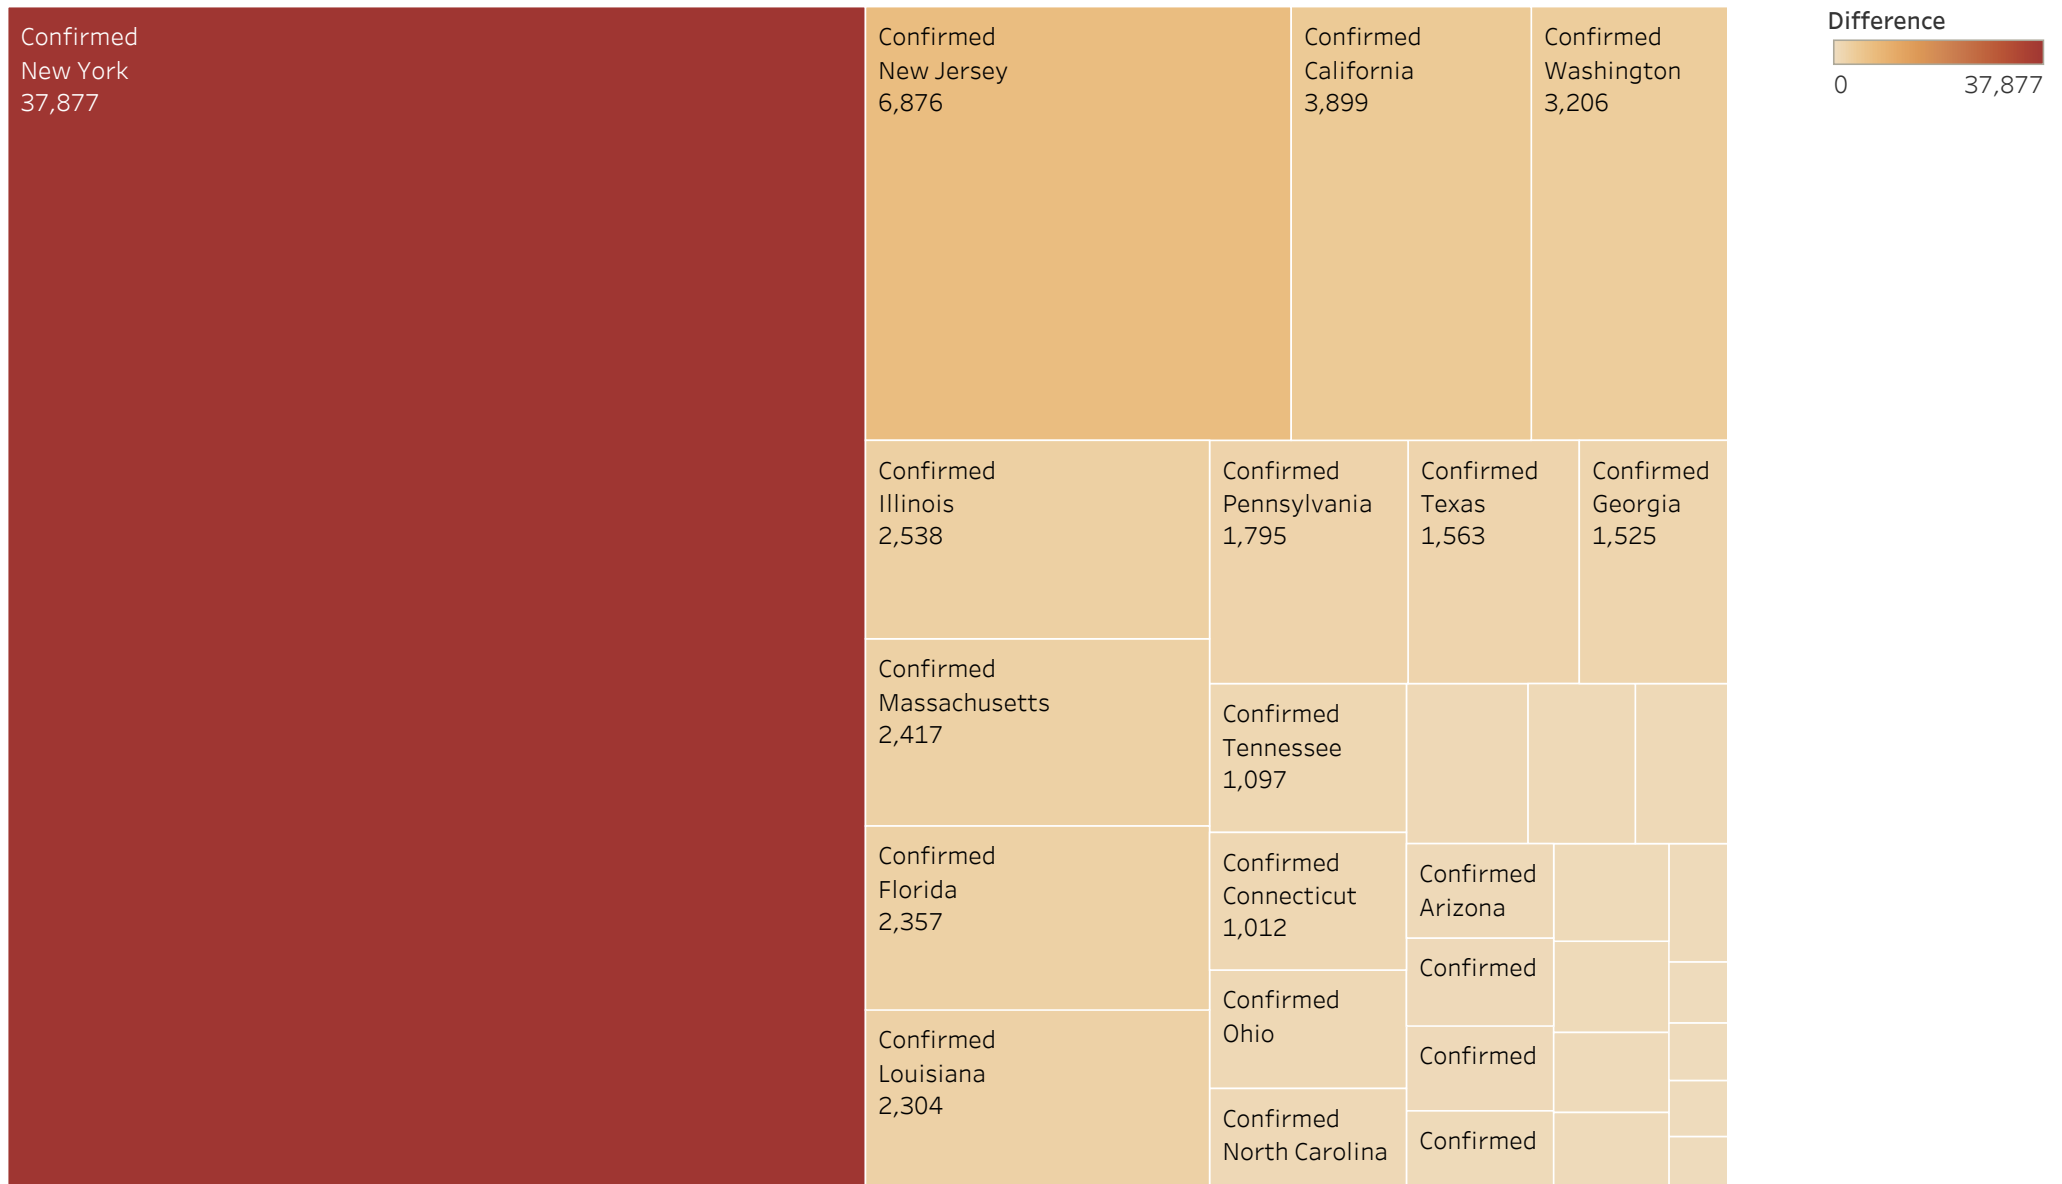 Confirmed
New York
37,877
Confirmed
New Jersey
6,876
Confirmed
California
3,899
Confirmed
Washington
3,206
Difference
0
37,877
Confirmed
Illinois
2,538
Confirmed
Pennsylvania
1,795
Confirmed
Texas
1,563
Confirmed
Georgia
1,525
Confirmed
Massachusetts
2,417
Confirmed
Tennessee
1,097
Confirmed
Florida
2,357
Confirmed
Connecticut
1,012
Confirmed
Arizona
Confirmed
Confirmed
Ohio
Confirmed
Louisiana
2,304
Confirmed
Confirmed
North Carolina
Confirmed